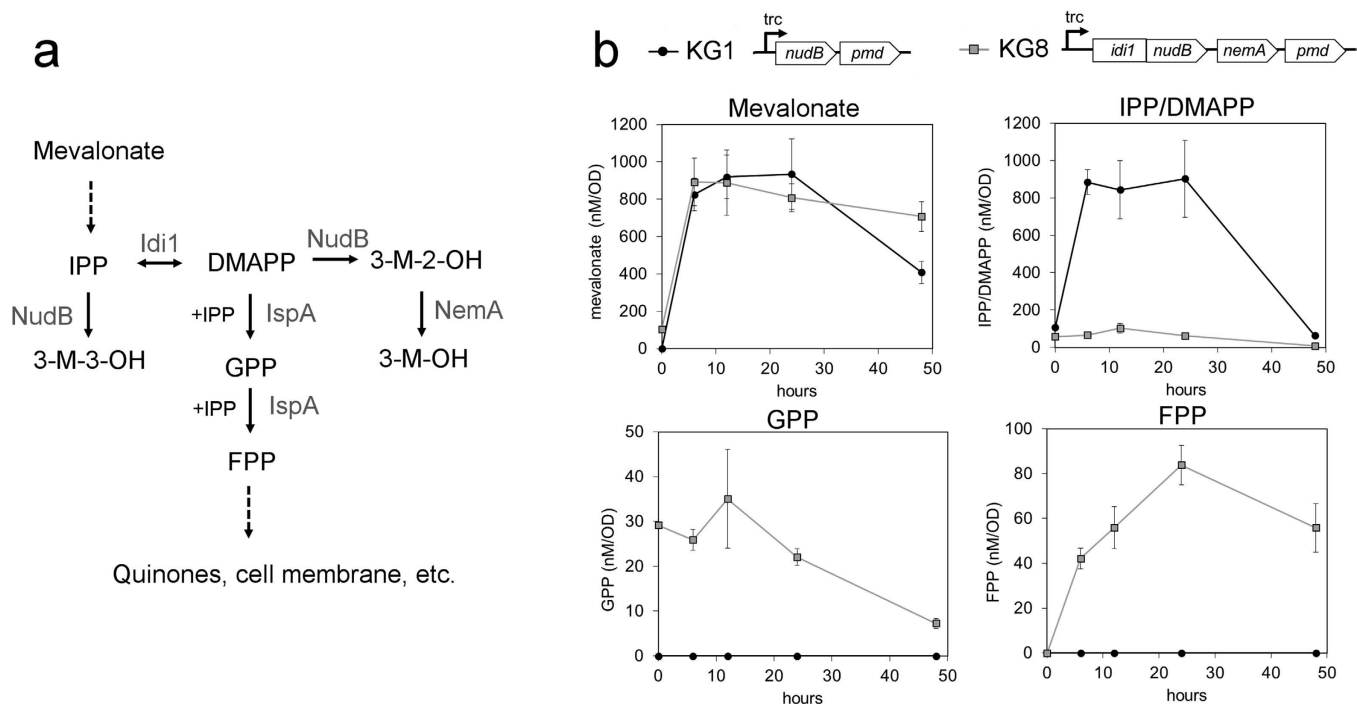 a
Mevalonate
Idi1
NudB
IPP
DMAPP
3-M-2-OH
NudB
+IPP
IspA
NemA
3-M-3-OH
GPP
3-M-OH
+IPP
IspA
FPP
Quinones, cell membrane, etc.
b
KG1
trc
nudB
pmd
KG8
trc
idi1
nudB
nemA
pmd
Mevalonate
1200
1000
800
600
400
200
0
mevalonate (nM/OD)
0 10 20 30 40 50
hours
IPP/DMAPP
1200
1000
800
600
400
200
0
IPP/DMAPP (nM/OD)
0 10 20 30 40 50
hours
GPP
50
40
30
20
10
0
GPP (nM/OD)
0 10 20 30 40 50
hours
FPP
100
80
60
40
20
0
FPP (nM/OD)
0 10 20 30 40 50
hours